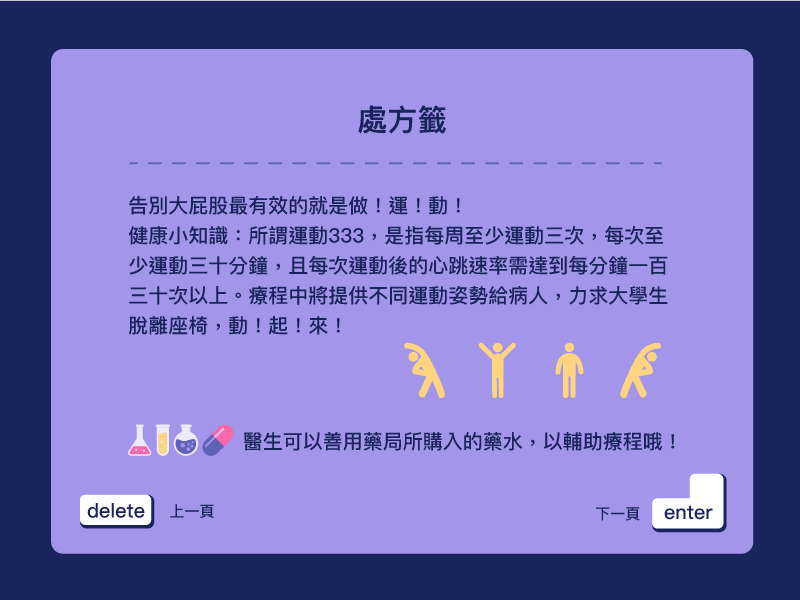 處方籤
告別大屁股最有效的就是做！運！動！
健康小知識：所謂運動333，是指每周至少運動三次，每次至
少運動三十分鐘，且每次運動後的心跳速率需達到每分鐘一百
三十次以上。療程中將提供不同運動姿勢給病人，力求大學生
脫離座椅，動！起！來！
醫生可以善用藥局所購入的藥水，以輔助療程哦！
delete 上一頁
下一頁 enter